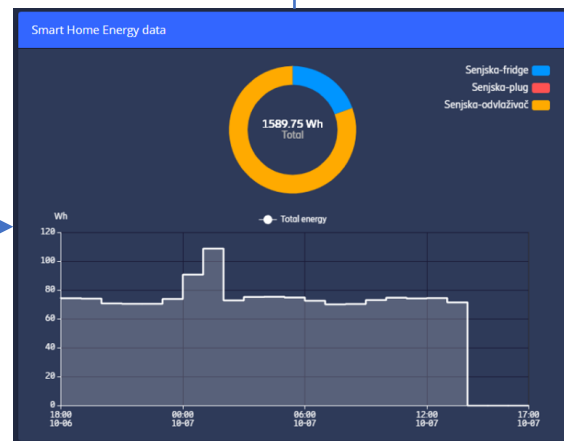 Smart Home Energy data
Senjska-fridge
Senjska-plug
Senjska-odvlaživač
1589.75 Wh
Total
Wh
Total energy
120
100
80
60
40
20
0
18:00 00:00 06:00 12:00 17:00
10-06 10-07 10-07 10-07 10-07